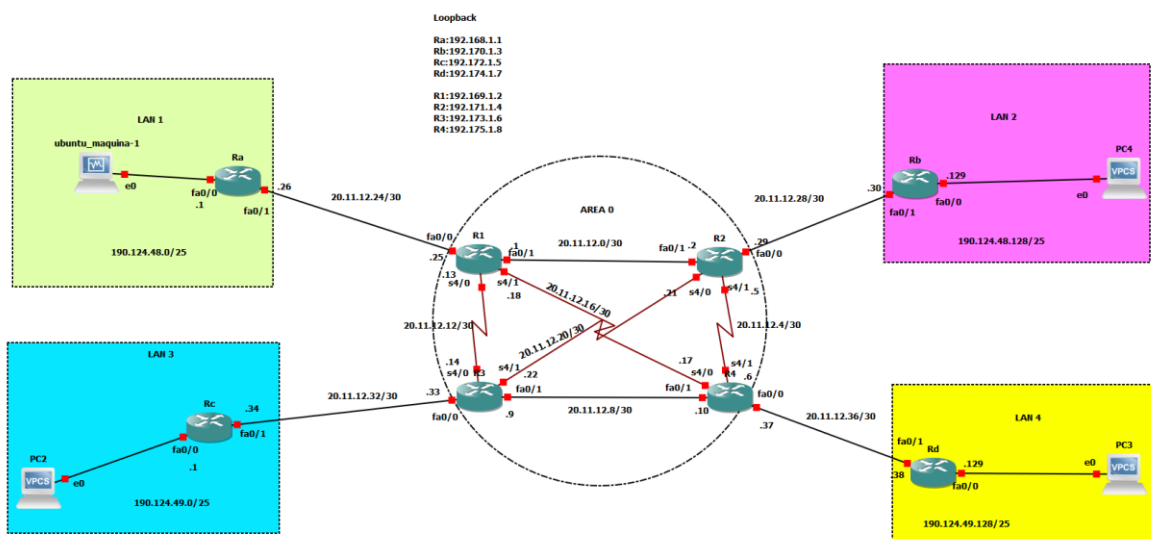 Loopback
Ra:192.168.1.1
Rb:192.170.1.3
Rc:192.172.1.5
Rd:192.174.1.7
R1:192.169.1.2
R2:192.171.1.4
R3:192.173.1.6
R4:192.175.1.8
LAN 1
ubuntu_maquina-1
e0
Ra
fa0/0
.1
fa0/1
.26
190.124.48.0/25
20.11.12.24/30
LAN 2
Rb
.30
fa0/1
.129
fa0/0
PC4
VPCS
e0
190.124.48.128/25
20.11.12.28/30
AREA 0
R1
fa0/0
.25
.1
fa0/1
.13
s4/0
s4/1
.18
20.11.12.0/30
R2
fa0/1
.2
.29
fa0/0
s4/0
.21
s4/1
.5
20.11.12.16/30
20.11.12.12/30
20.11.12.20/30
20.11.12.4/30
R3
.14
s4/0
s4/1
.22
.33
fa0/0
fa0/1
.9
20.11.12.8/30
R4
.17
s4/0
s4/1
.6
fa0/1
.10
fa0/0
.37
LAN 3
Rc
.34
fa0/1
fa0/0
.1
PC2
VPCS
e0
190.124.49.0/25
20.11.12.32/30
20.11.12.36/30
LAN 4
fa0/1
Rd
.38
.129
fa0/0
e0
PC3
VPCS
190.124.49.128/25